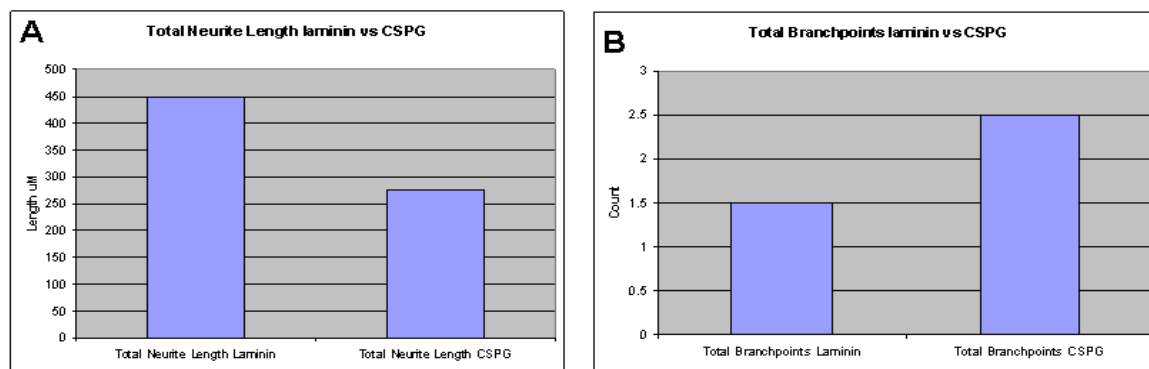 A
Total Neurite Length laminin vs CSPG
Length uM
500
450
400
350
300
250
200
150
100
50
0
Total Neurite Length Laminin
Total Neurite Length CSPG
B
Total Branchpoints laminin vs CSPG
Count
3
2.5
2
1.5
1
0.5
0
Total Branchpoints Laminin
Total Branchpoints CSPG